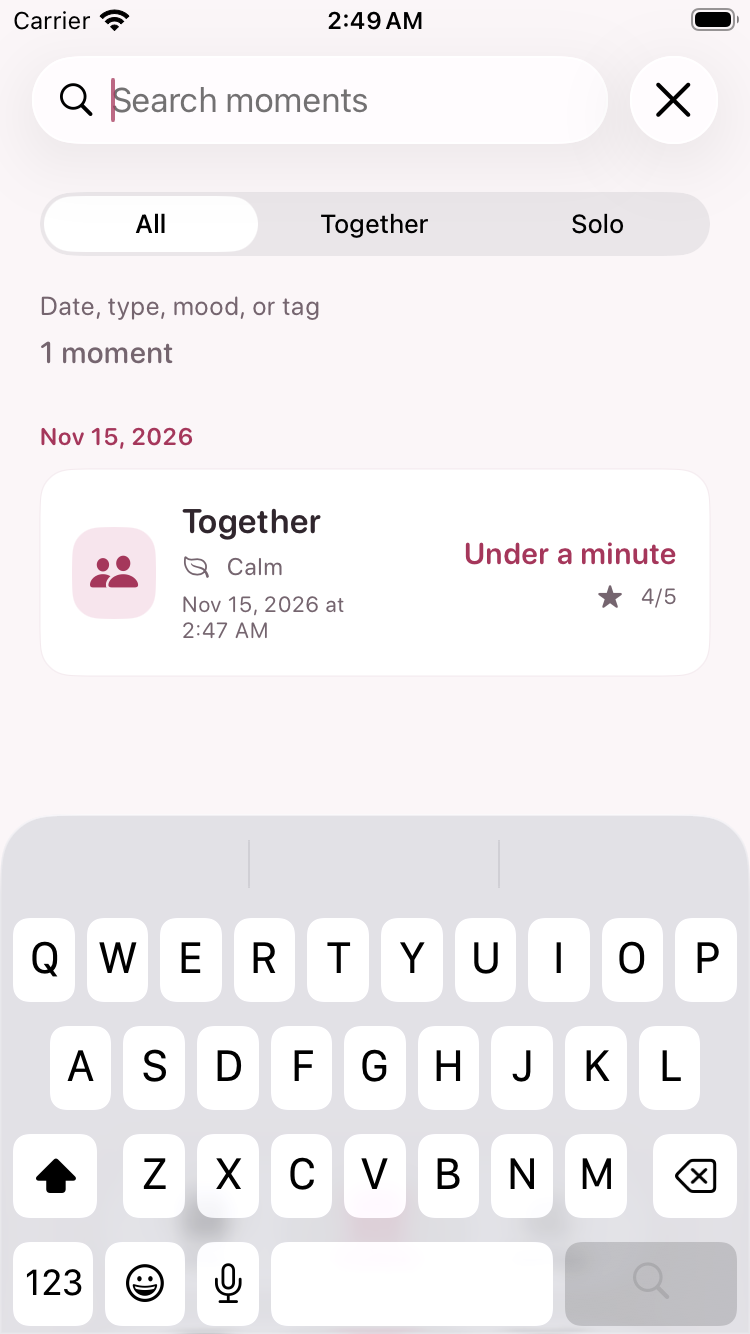 Carrier 2:49 AM
Search moments
All Together Solo
Date, type, mood, or tag
1 moment
Nov 15, 2026
Together
Calm
Nov 15, 2026 at
2:47 AM
Under a minute
4/5
Q W E R T Y U I O P
A S D F G H J K L
Z X C V B N M
123